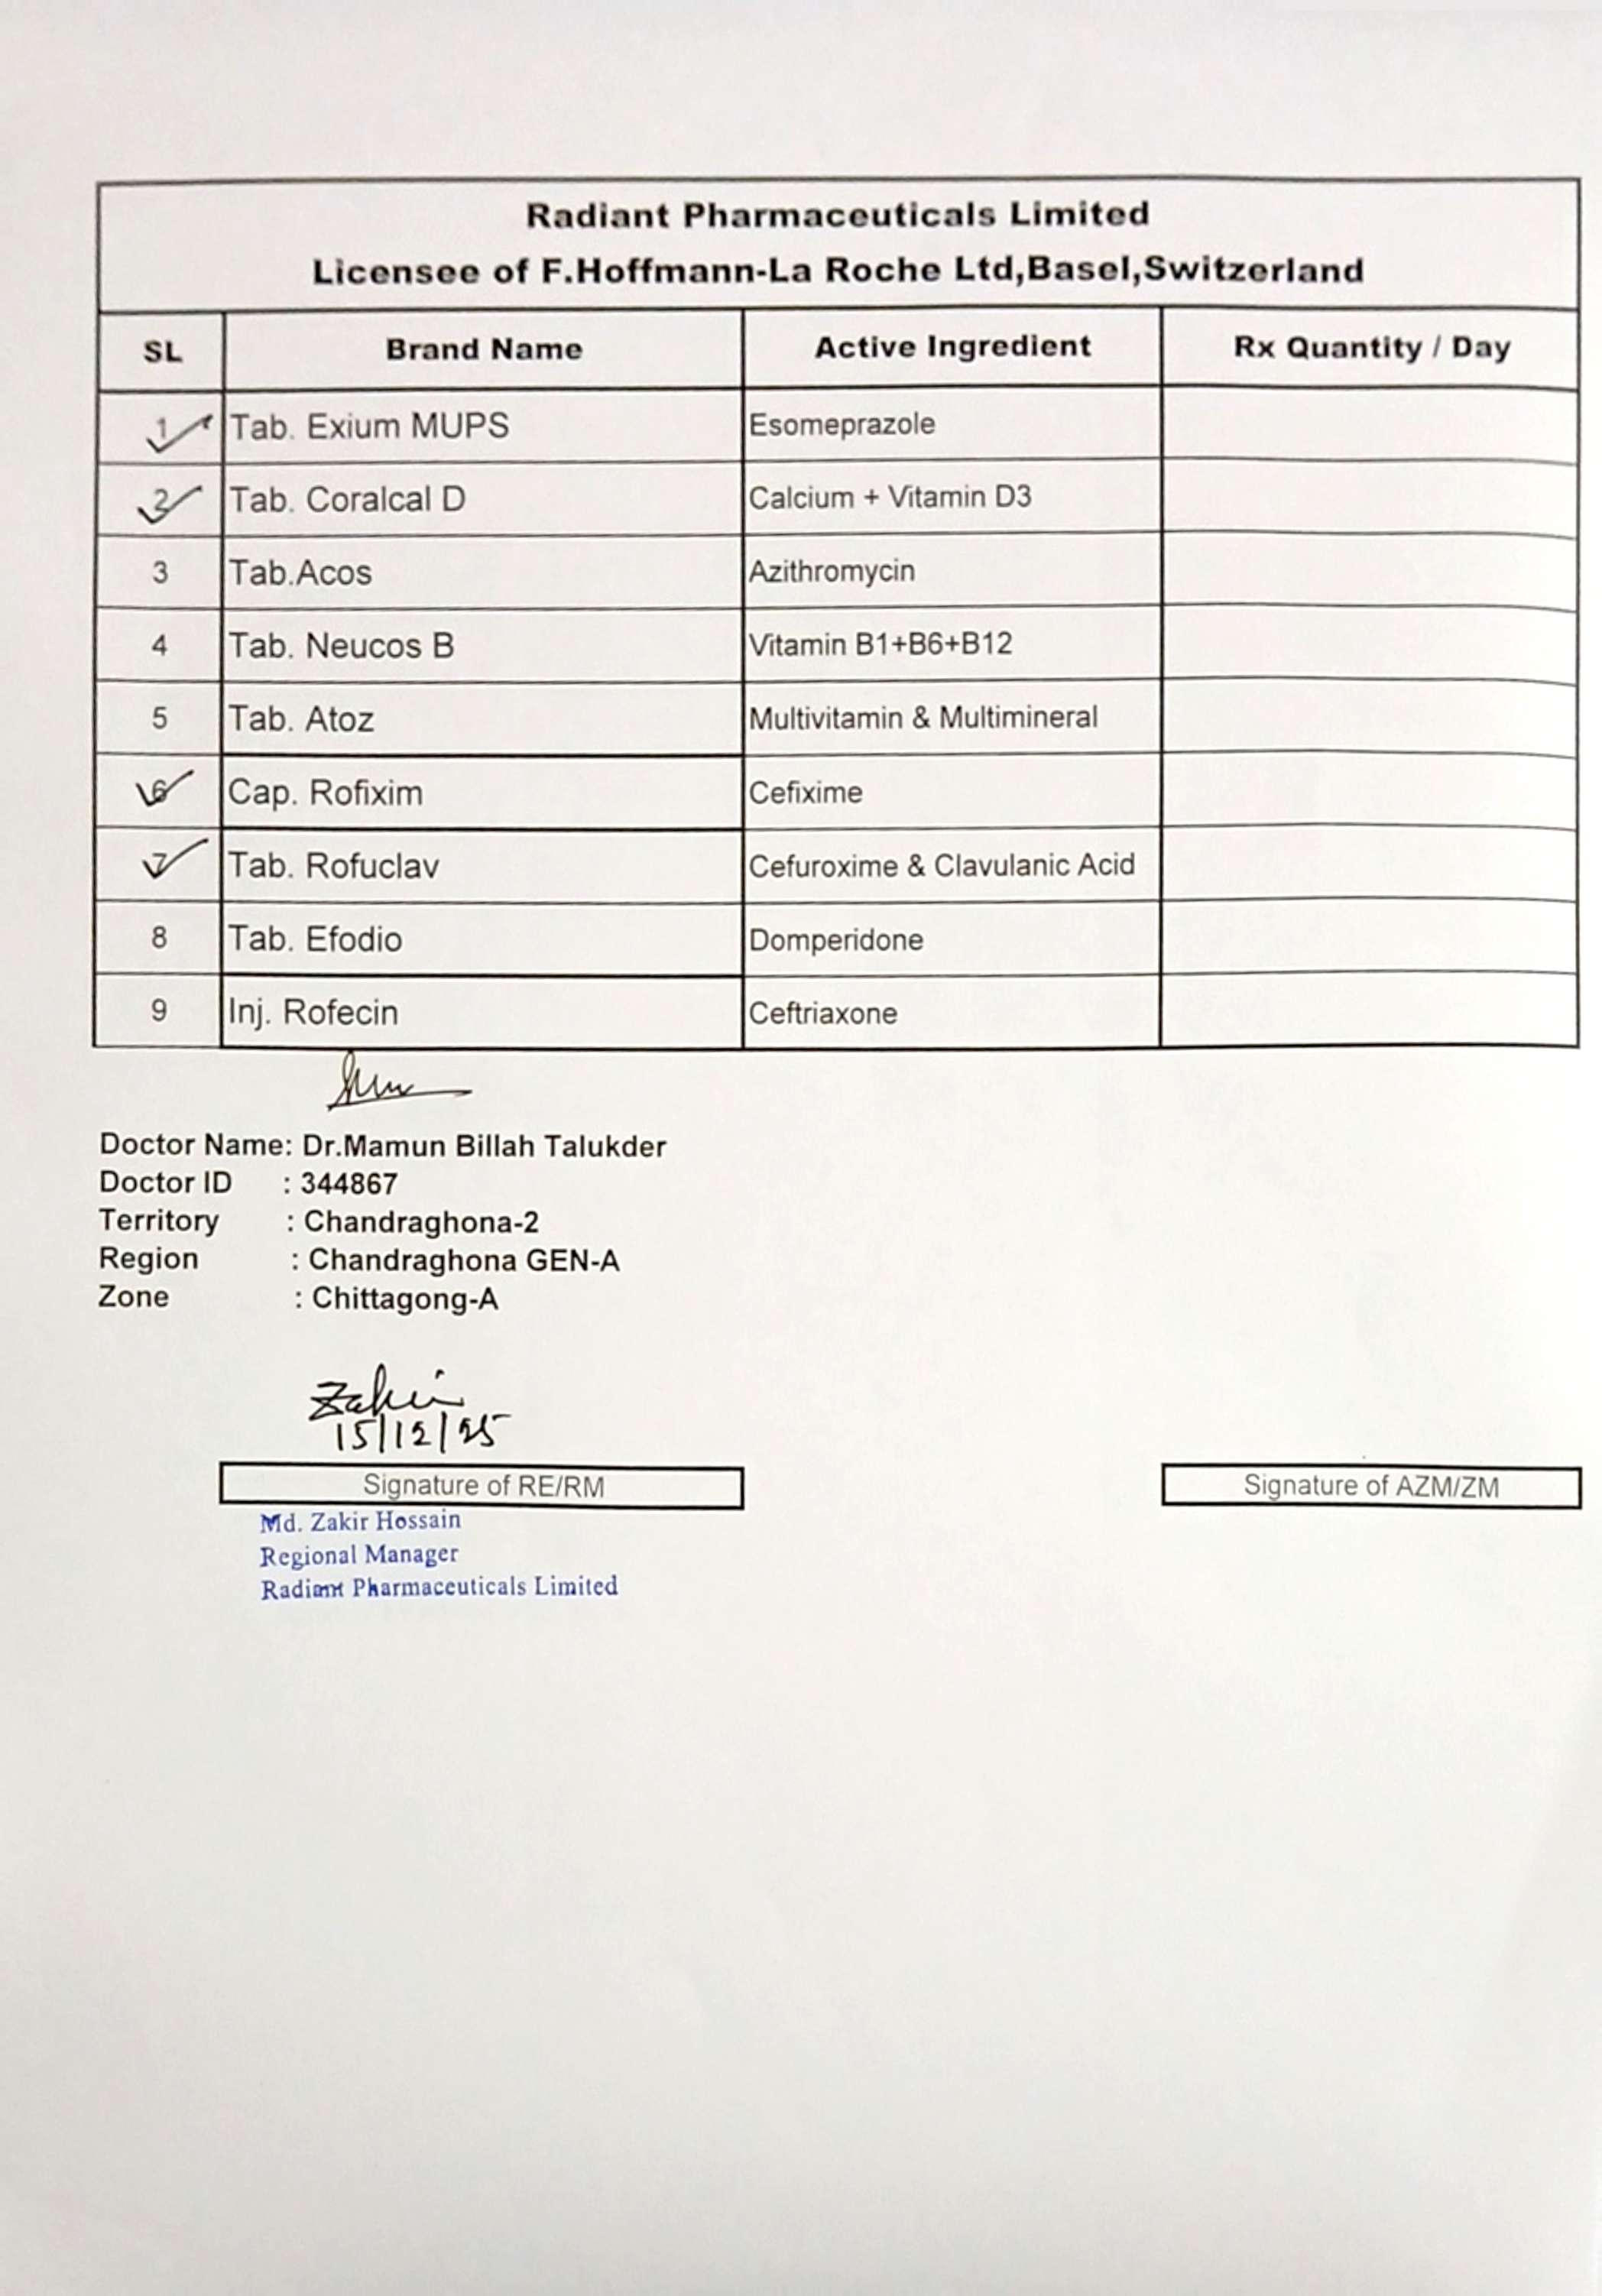 Radiant Pharmaceuticals Limited
Licensee of F.Hoffmann-La Roche Ltd,Basel,Switzerland
SL Brand Name Active Ingredient Rx Quantity / Day
1 Tab. Exium MUPS Esomeprazole
2 Tab. Coralcal D Calcium + Vitamin D3
3 Tab.Acos Azithromycin
4 Tab. Neucos B Vitamin B1+B6+B12
5 Tab. Atoz Multivitamin & Multimineral
6 Cap. Rofixim Cefixime
7 Tab. Rofuclav Cefuroxime & Clavulanic Acid
8 Tab. Efodio Domperidone
9 Inj. Rofecin Ceftriaxone
Doctor Name: Dr.Mamun Billah Talukder
Doctor ID : 344867
Territory : Chandraghona-2
Region : Chandraghona GEN-A
Zone : Chittagong-A
Zakir
15/12/25
Signature of RE/RM Signature of AZM/ZM
Md. Zakir Hossain
Regional Manager
Radiant Pharmaceuticals Limited